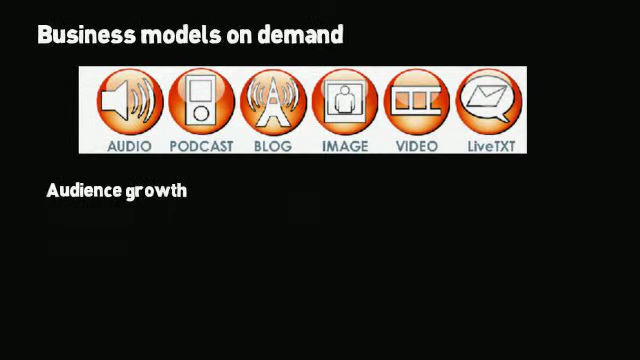 Business models on demand
AUDIO PODCAST BLOG IMAGE VIDEO LiveTXT
Audience growth